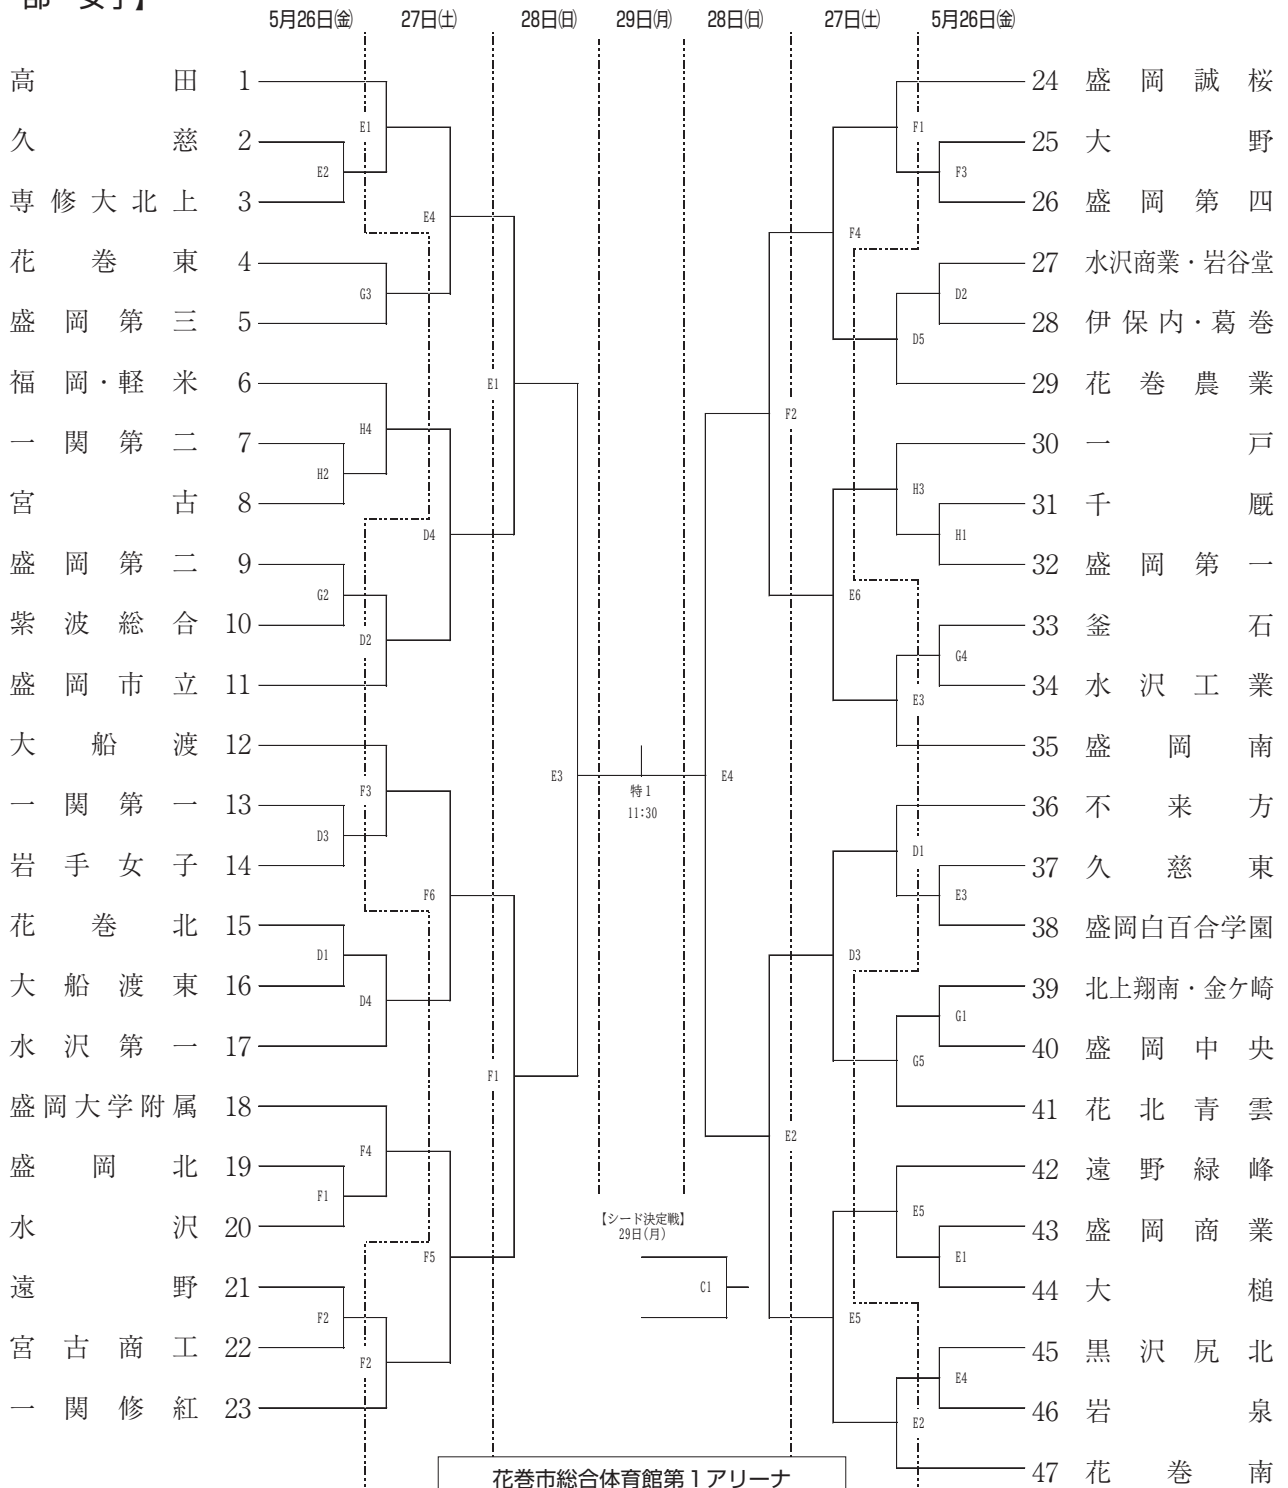 部 女子】
5月26日㈮ 27日㈯ 28日㈰ 29日㈪ 28日㈰ 27日㈯ 5月26日㈮
高田 1
久慈 2
専修大北上 3
花巻東 4
盛岡第三 5
福岡・軽米 6
一関第二 7
宮古 8
盛岡第二 9
紫波総合 10
盛岡市立 11
大船渡 12
一関第一 13
岩手女子 14
花巻北 15
大船渡東 16
水沢第一 17
盛岡大学附属 18
盛岡北 19
水沢 20
遠野 21
宮古商工 22
一関修紅 23
E1
E2
E4
G3
E1
H4
H2
D4
G2
D2
E3
F3
D3
F6
D1
D4
F1
F4
F1
F5
F2
F2
特1
11:30
【シード決定戦】
29日(月)
C1
F1
F3
F4
D2
D5
F2
H3
H1
E6
G4
E3
E4
D1
E3
D3
G1
G5
E2
E5
E1
E5
E4
E2
24 盛岡誠桜
25 大野
26 盛岡第四
27 水沢商業・岩谷堂
28 伊保内・葛巻
29 花巻農業
30 一戸
31 千厩
32 盛岡第一
33 釜石
34 水沢工業
35 盛岡南
36 不来方
37 久慈東
38 盛岡白百合学園
39 北上翔南・金ケ崎
40 盛岡中央
41 花北青雲
42 遠野緑峰
43 盛岡商業
44 大槌
45 黒沢尻北
46 岩泉
47 花巻南
花巻市総合体育館第1アリーナ